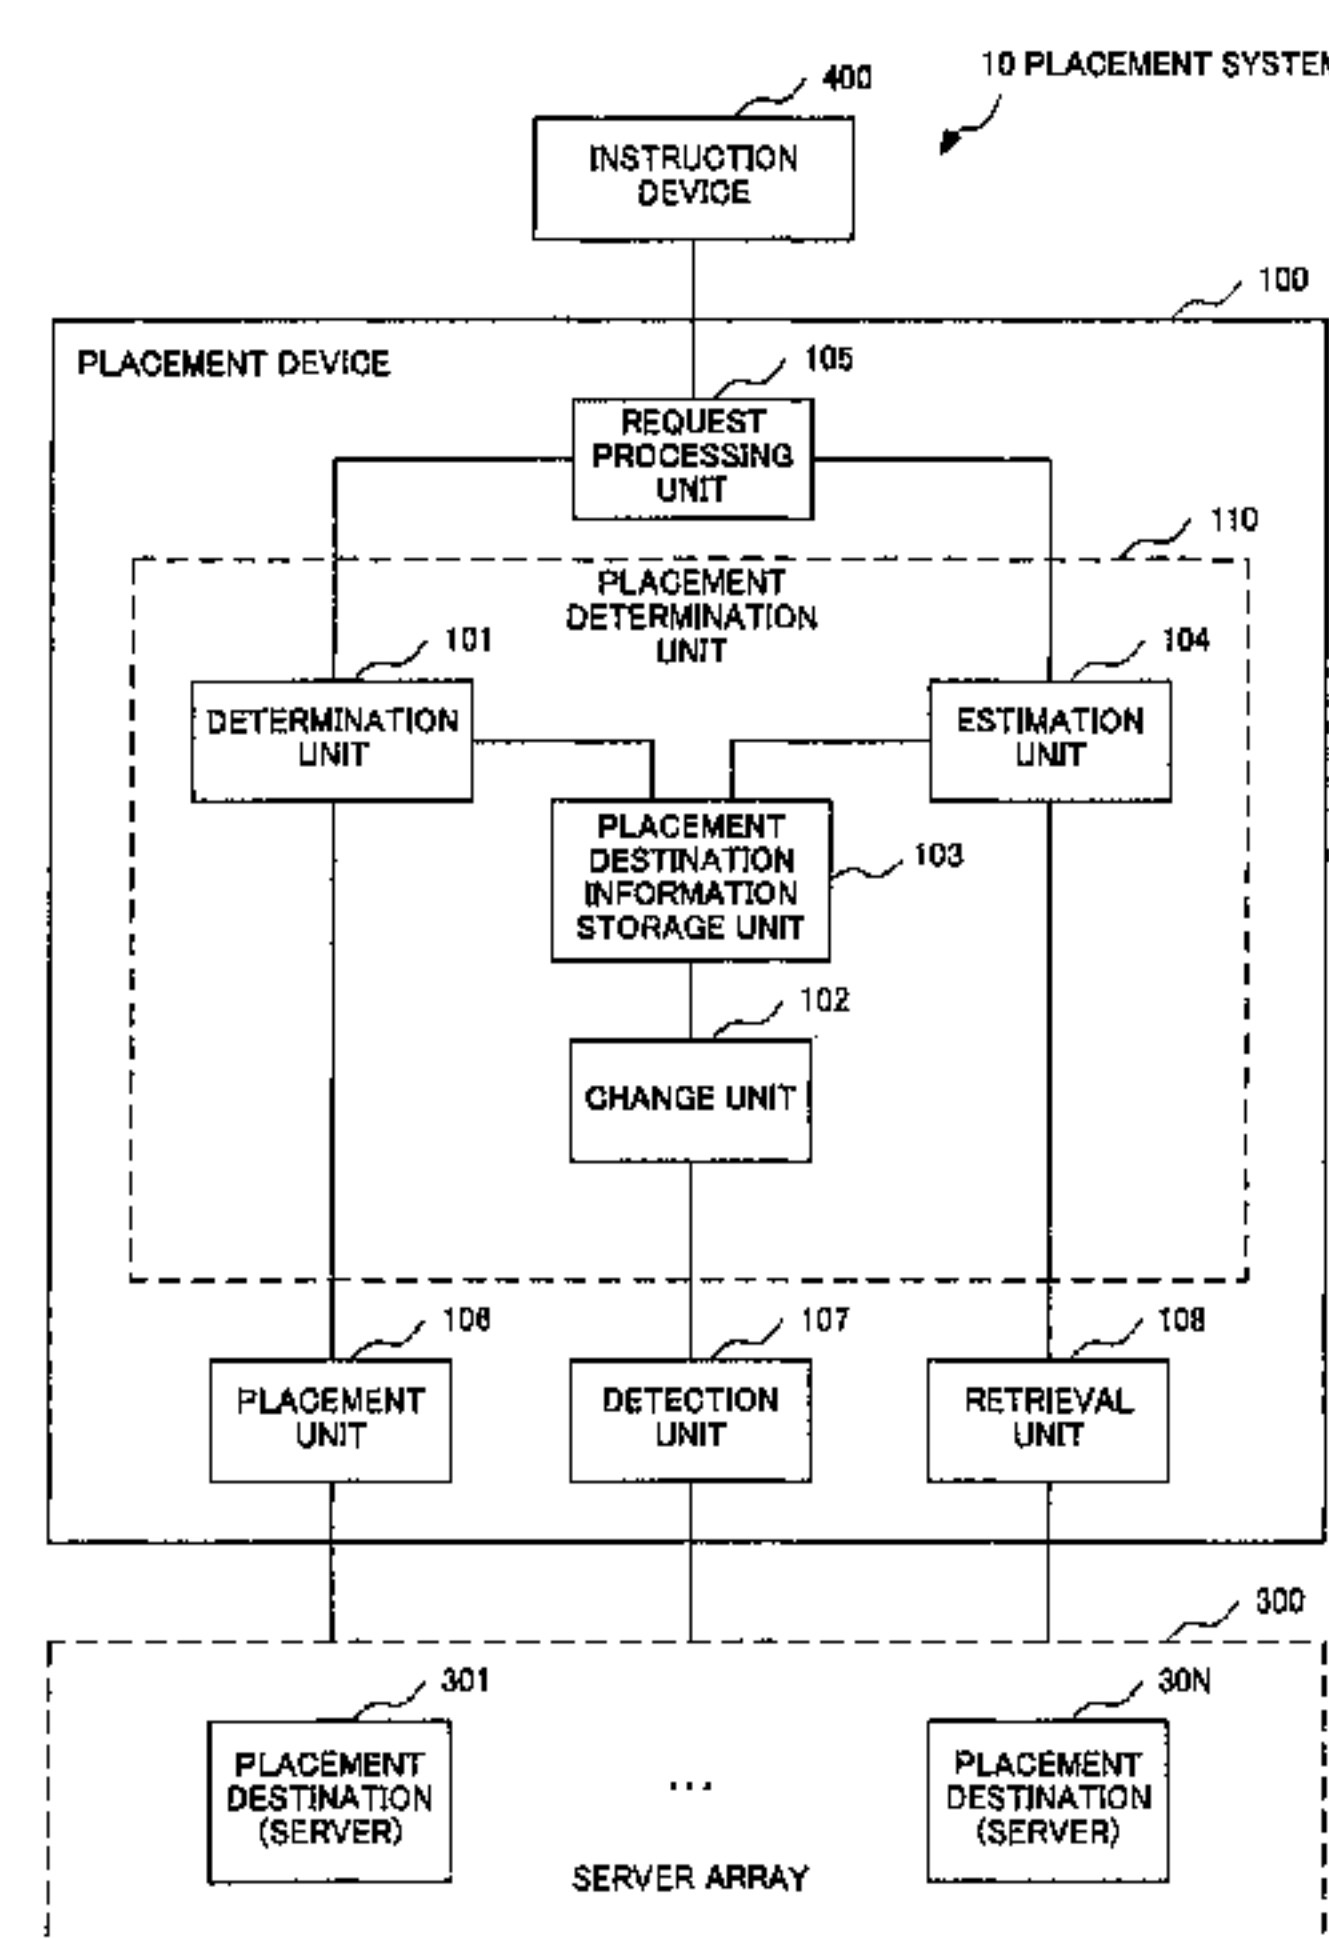 10 PLACEMENT SYSTEM
400
INSTRUCTION
DEVICE
100
PLACEMENT DEVICE
105
REQUEST
PROCESSING
UNIT
110
PLACEMENT
DETERMINATION
UNIT
101
104
DETERMINATION
UNIT
ESTIMATION
UNIT
PLACEMENT
DESTINATION
INFORMATION
STORAGE UNIT
103
102
CHANGE UNIT
106
107
108
PLACEMENT
UNIT
DETECTION
UNIT
RETRIEVAL
UNIT
300
301
30N
PLACEMENT
DESTINATION
(SERVER)
...
PLACEMENT
DESTINATION
(SERVER)
SERVER ARRAY